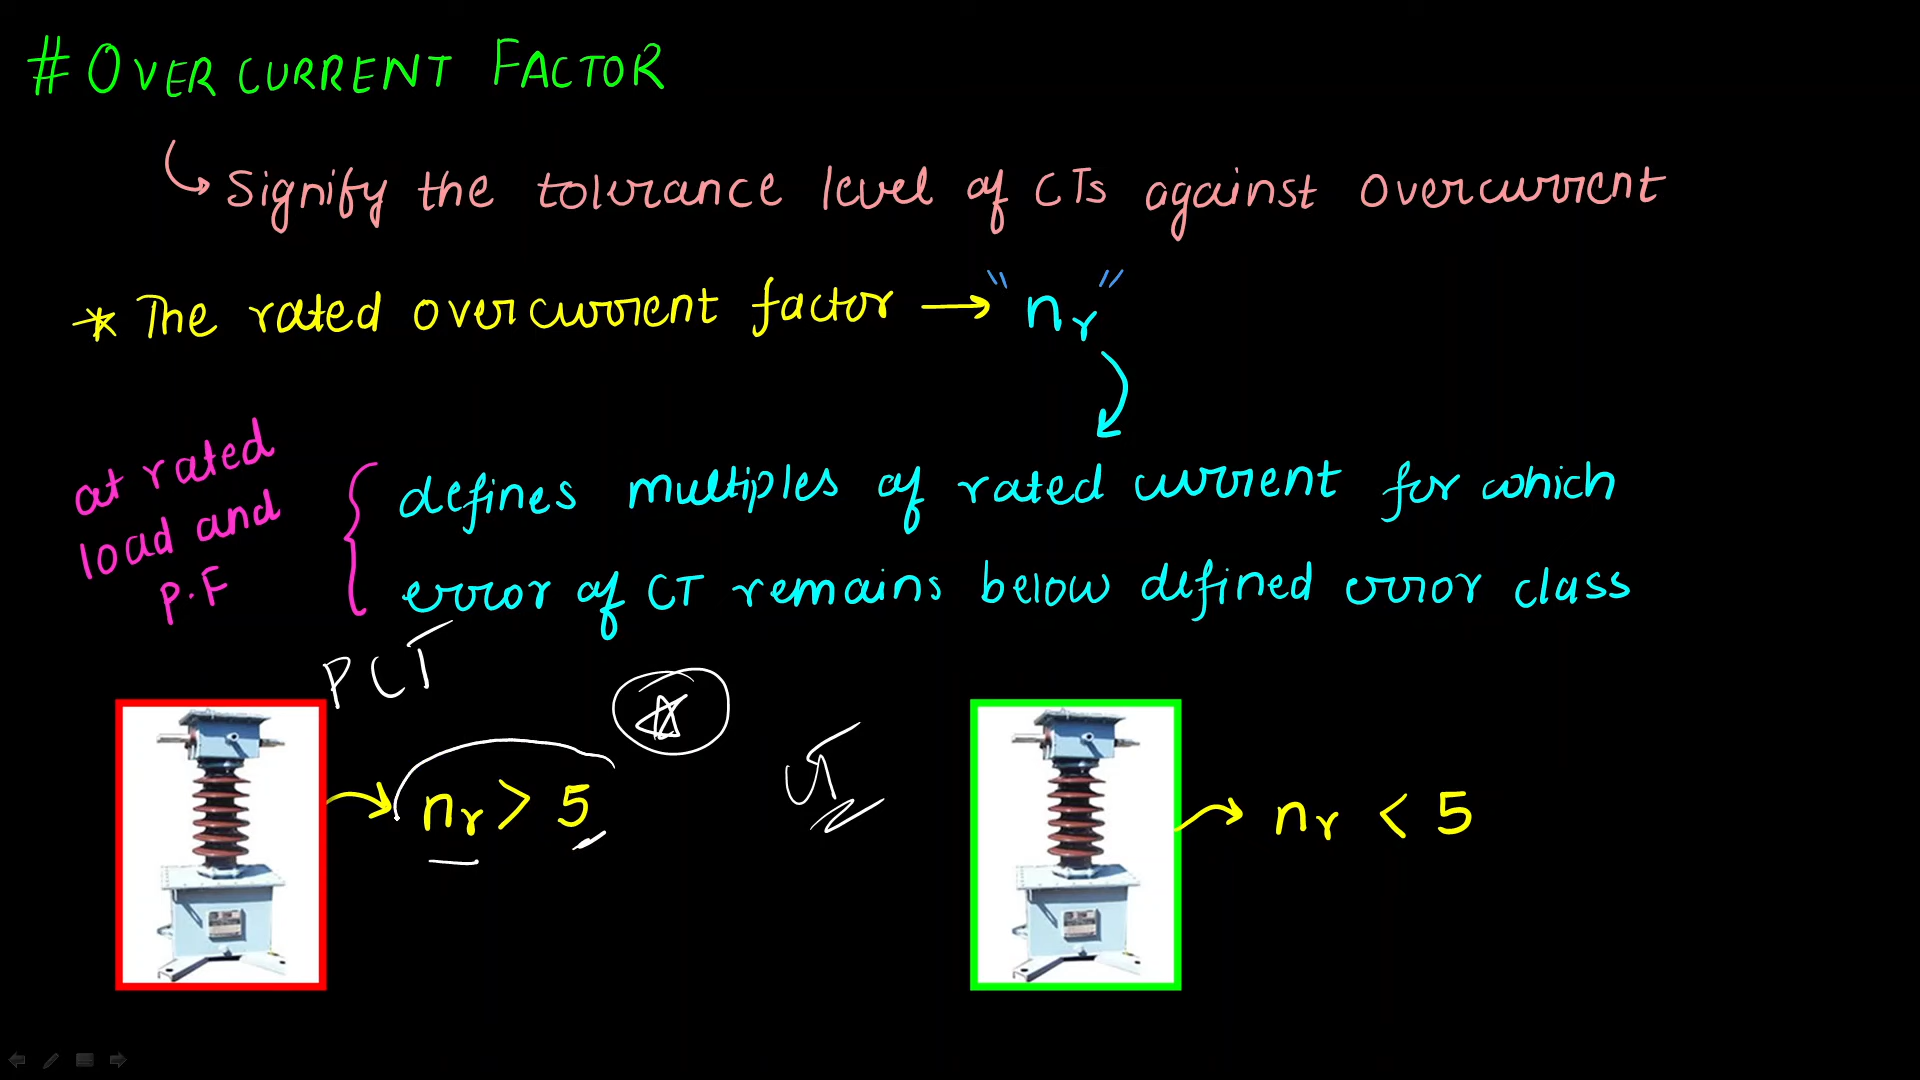 # OVER CURRENT FACTOR
↳ Signify the tolerance level of CTs against overcurrent
* The rated overcurrent factor → "nr"
at rated load and P.F
defines multiples of rated current for which
error of CT remains below defined error class
PCT
nr > 5
CT
nr < 5